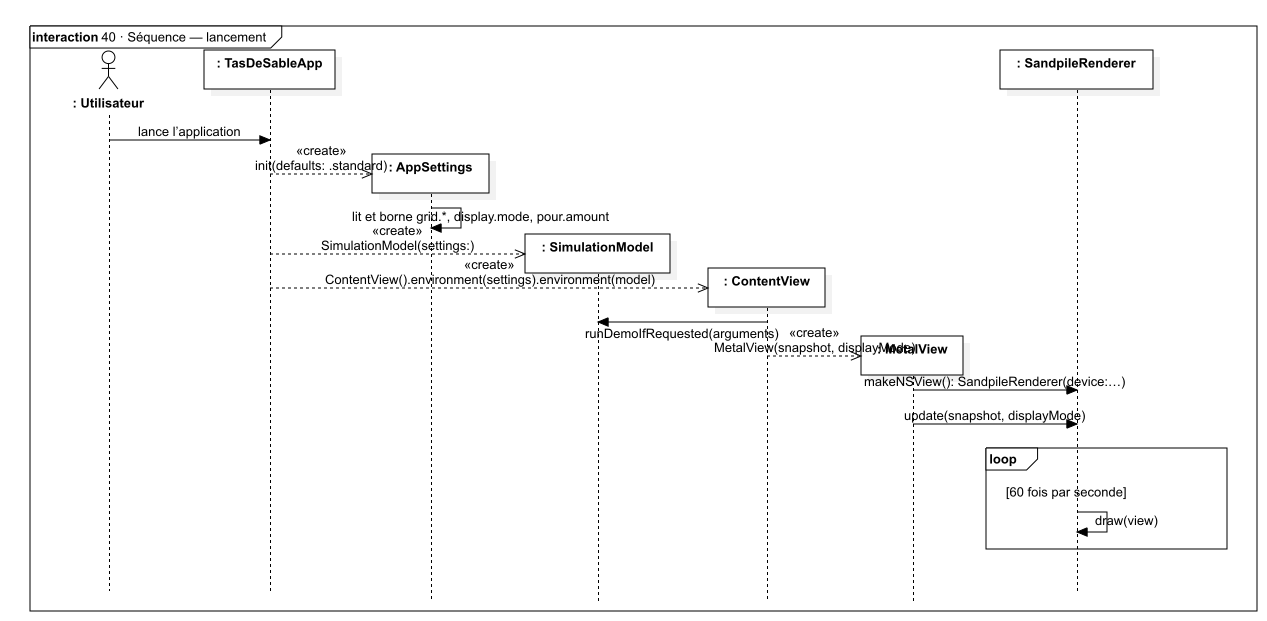 interaction 40 · Séquence — lancement
: Utilisateur
: TasDeSableApp
: SandpileRenderer
lance l’application
«create»
init(defaults: .standard)
: AppSettings
lit et borne grid.*, display.mode, pour.amount
«create»
SimulationModel(settings:)
: SimulationModel
«create»
ContentView().environment(settings).environment(model)
: ContentView
runDemoIfRequested(arguments)
«create»
MetalView(snapshot, displayMode)
: MetalView
makeNSView(): SandpileRenderer(device:…)
update(snapshot, displayMode)
loop
[60 fois par seconde]
draw(view)